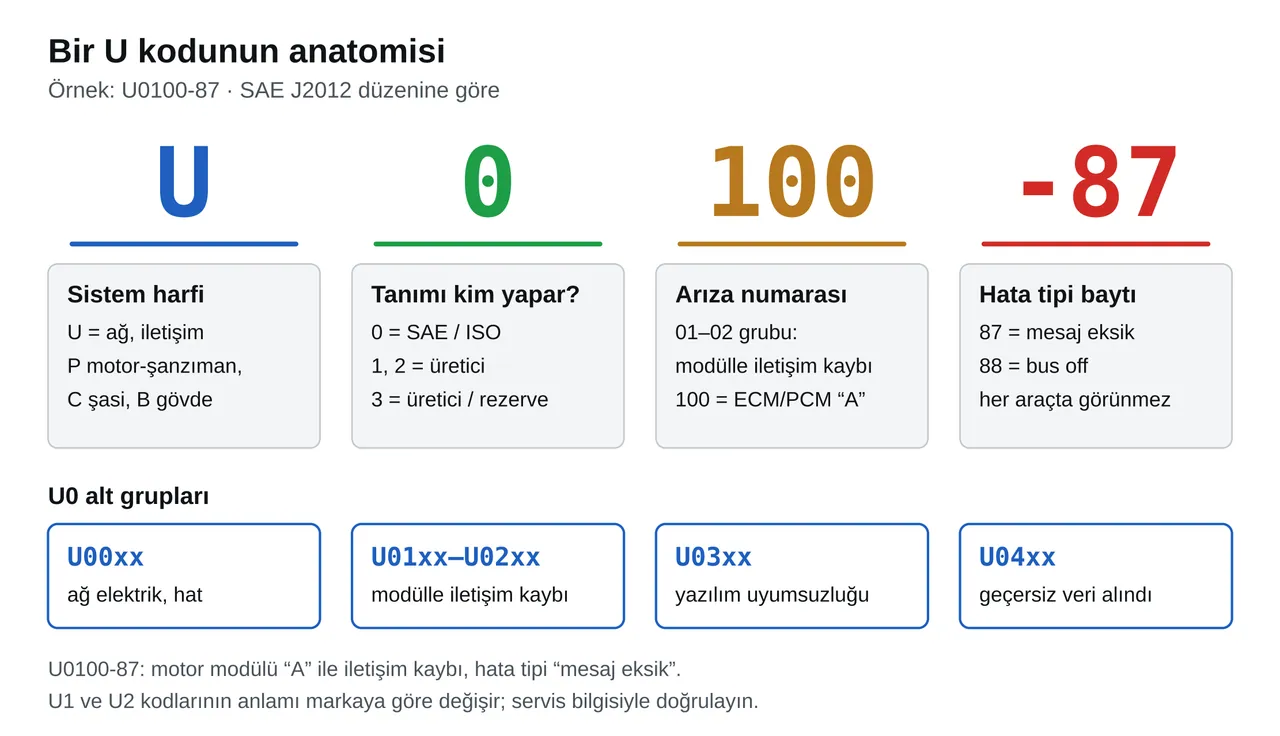 Bir U kodunun anatomisi
Örnek: U0100-87 · SAE J2012 düzenine göre
U
0
100
-87
Sistem harfi
U = ağ, iletişim
P motor-şanzıman,
C şasi, B gövde
Tanımı kim yapar?
0 = SAE / ISO
1, 2 = üretici
3 = üretici / rezerve
Arıza numarası
01–02 grubu:
modülle iletişim kaybı
100 = ECM/PCM “A”
Hata tipi baytı
87 = mesaj eksik
88 = bus off
her araçta görünmez
U0 alt grupları
U00xx
ağ elektrik, hat
U01xx–U02xx
modülle iletişim kaybı
U03xx
yazılım uyumsuzluğu
U04xx
geçersiz veri alındı
U0100-87: motor modülü “A” ile iletişim kaybı, hata tipi “mesaj eksik”.
U1 ve U2 kodlarının anlamı markaya göre değişir; servis bilgisiyle doğrulayın.